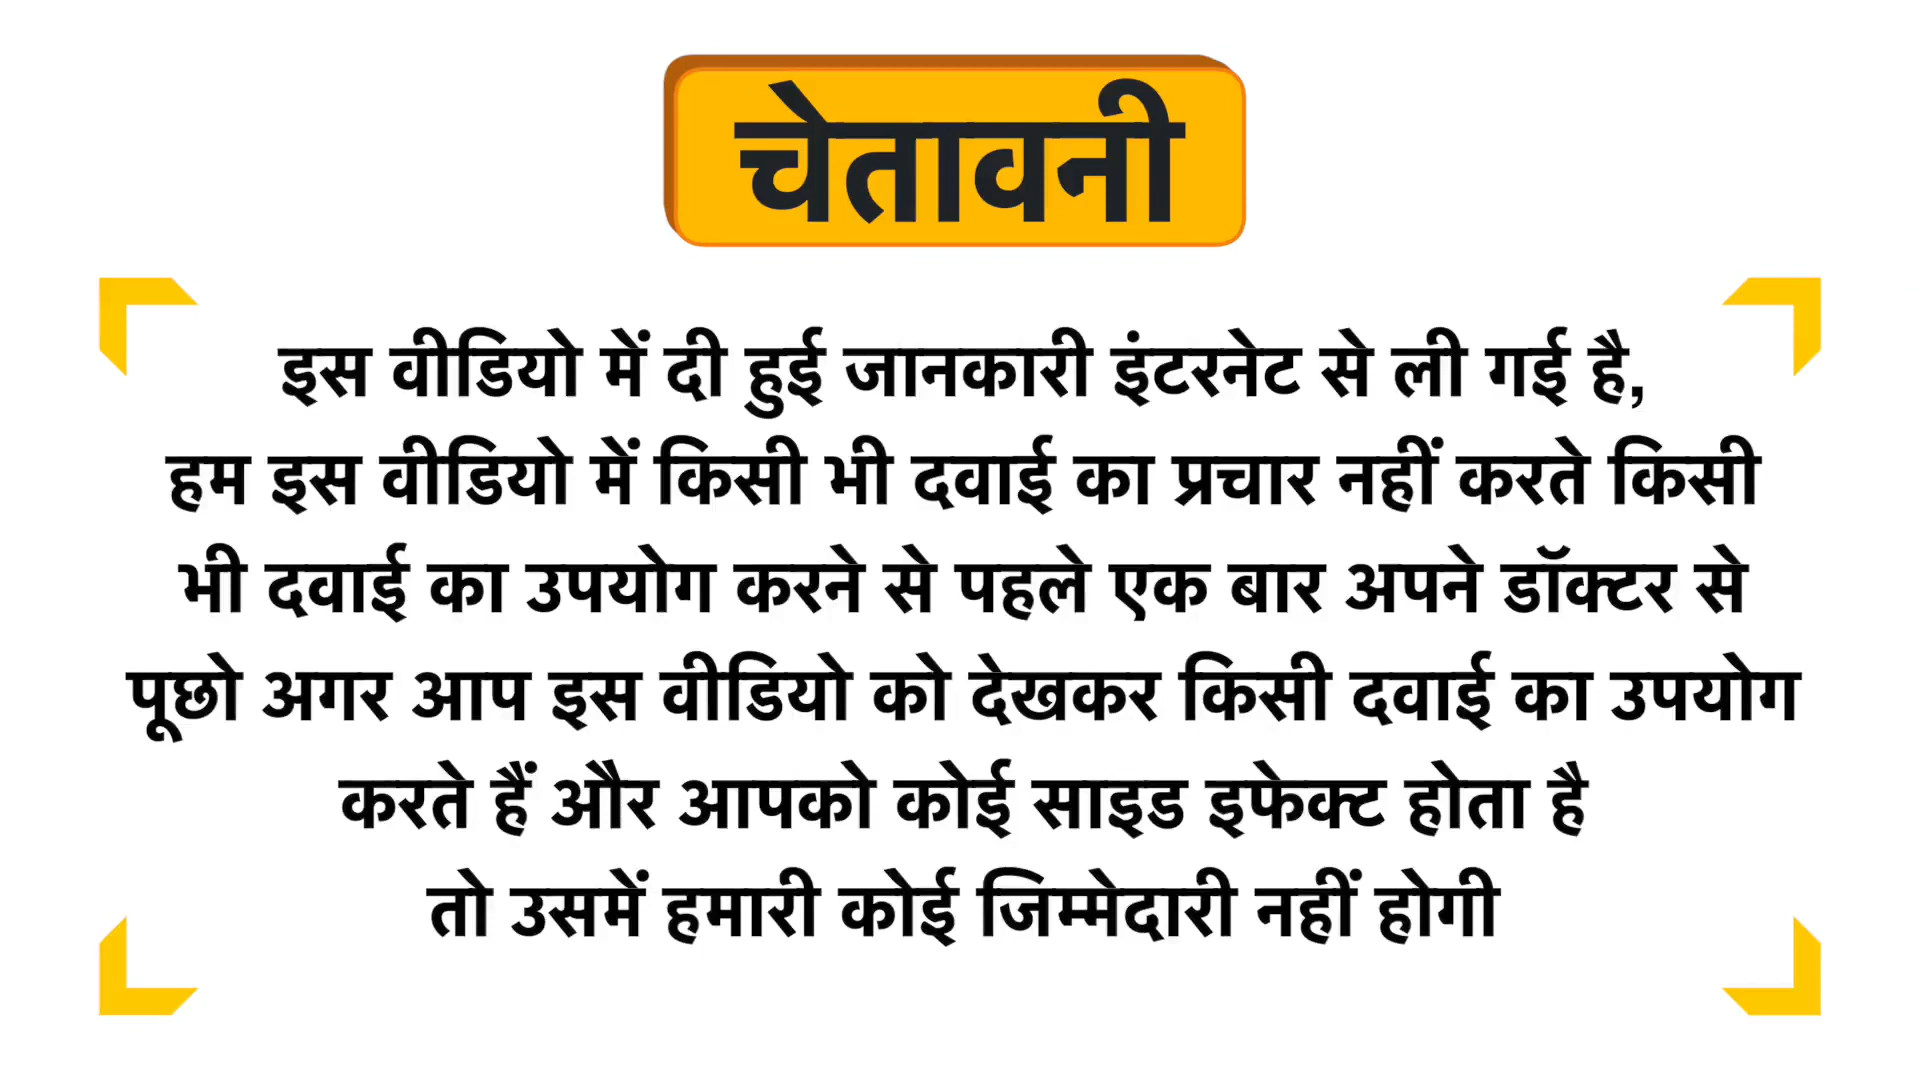 चेतावनी
इस वीडियो में दी हुई जानकारी इंटरनेट से ली गई है,
हम इस वीडियो में किसी भी दवाई का प्रचार नहीं करते किसी
भी दवाई का उपयोग करने से पहले एक बार अपने डॉक्टर से
पूछो अगर आप इस वीडियो को देखकर किसी दवाई का उपयोग
करते हैं और आपको कोई साइड इफेक्ट होता है
तो उसमें हमारी कोई जिम्मेदारी नहीं होगी